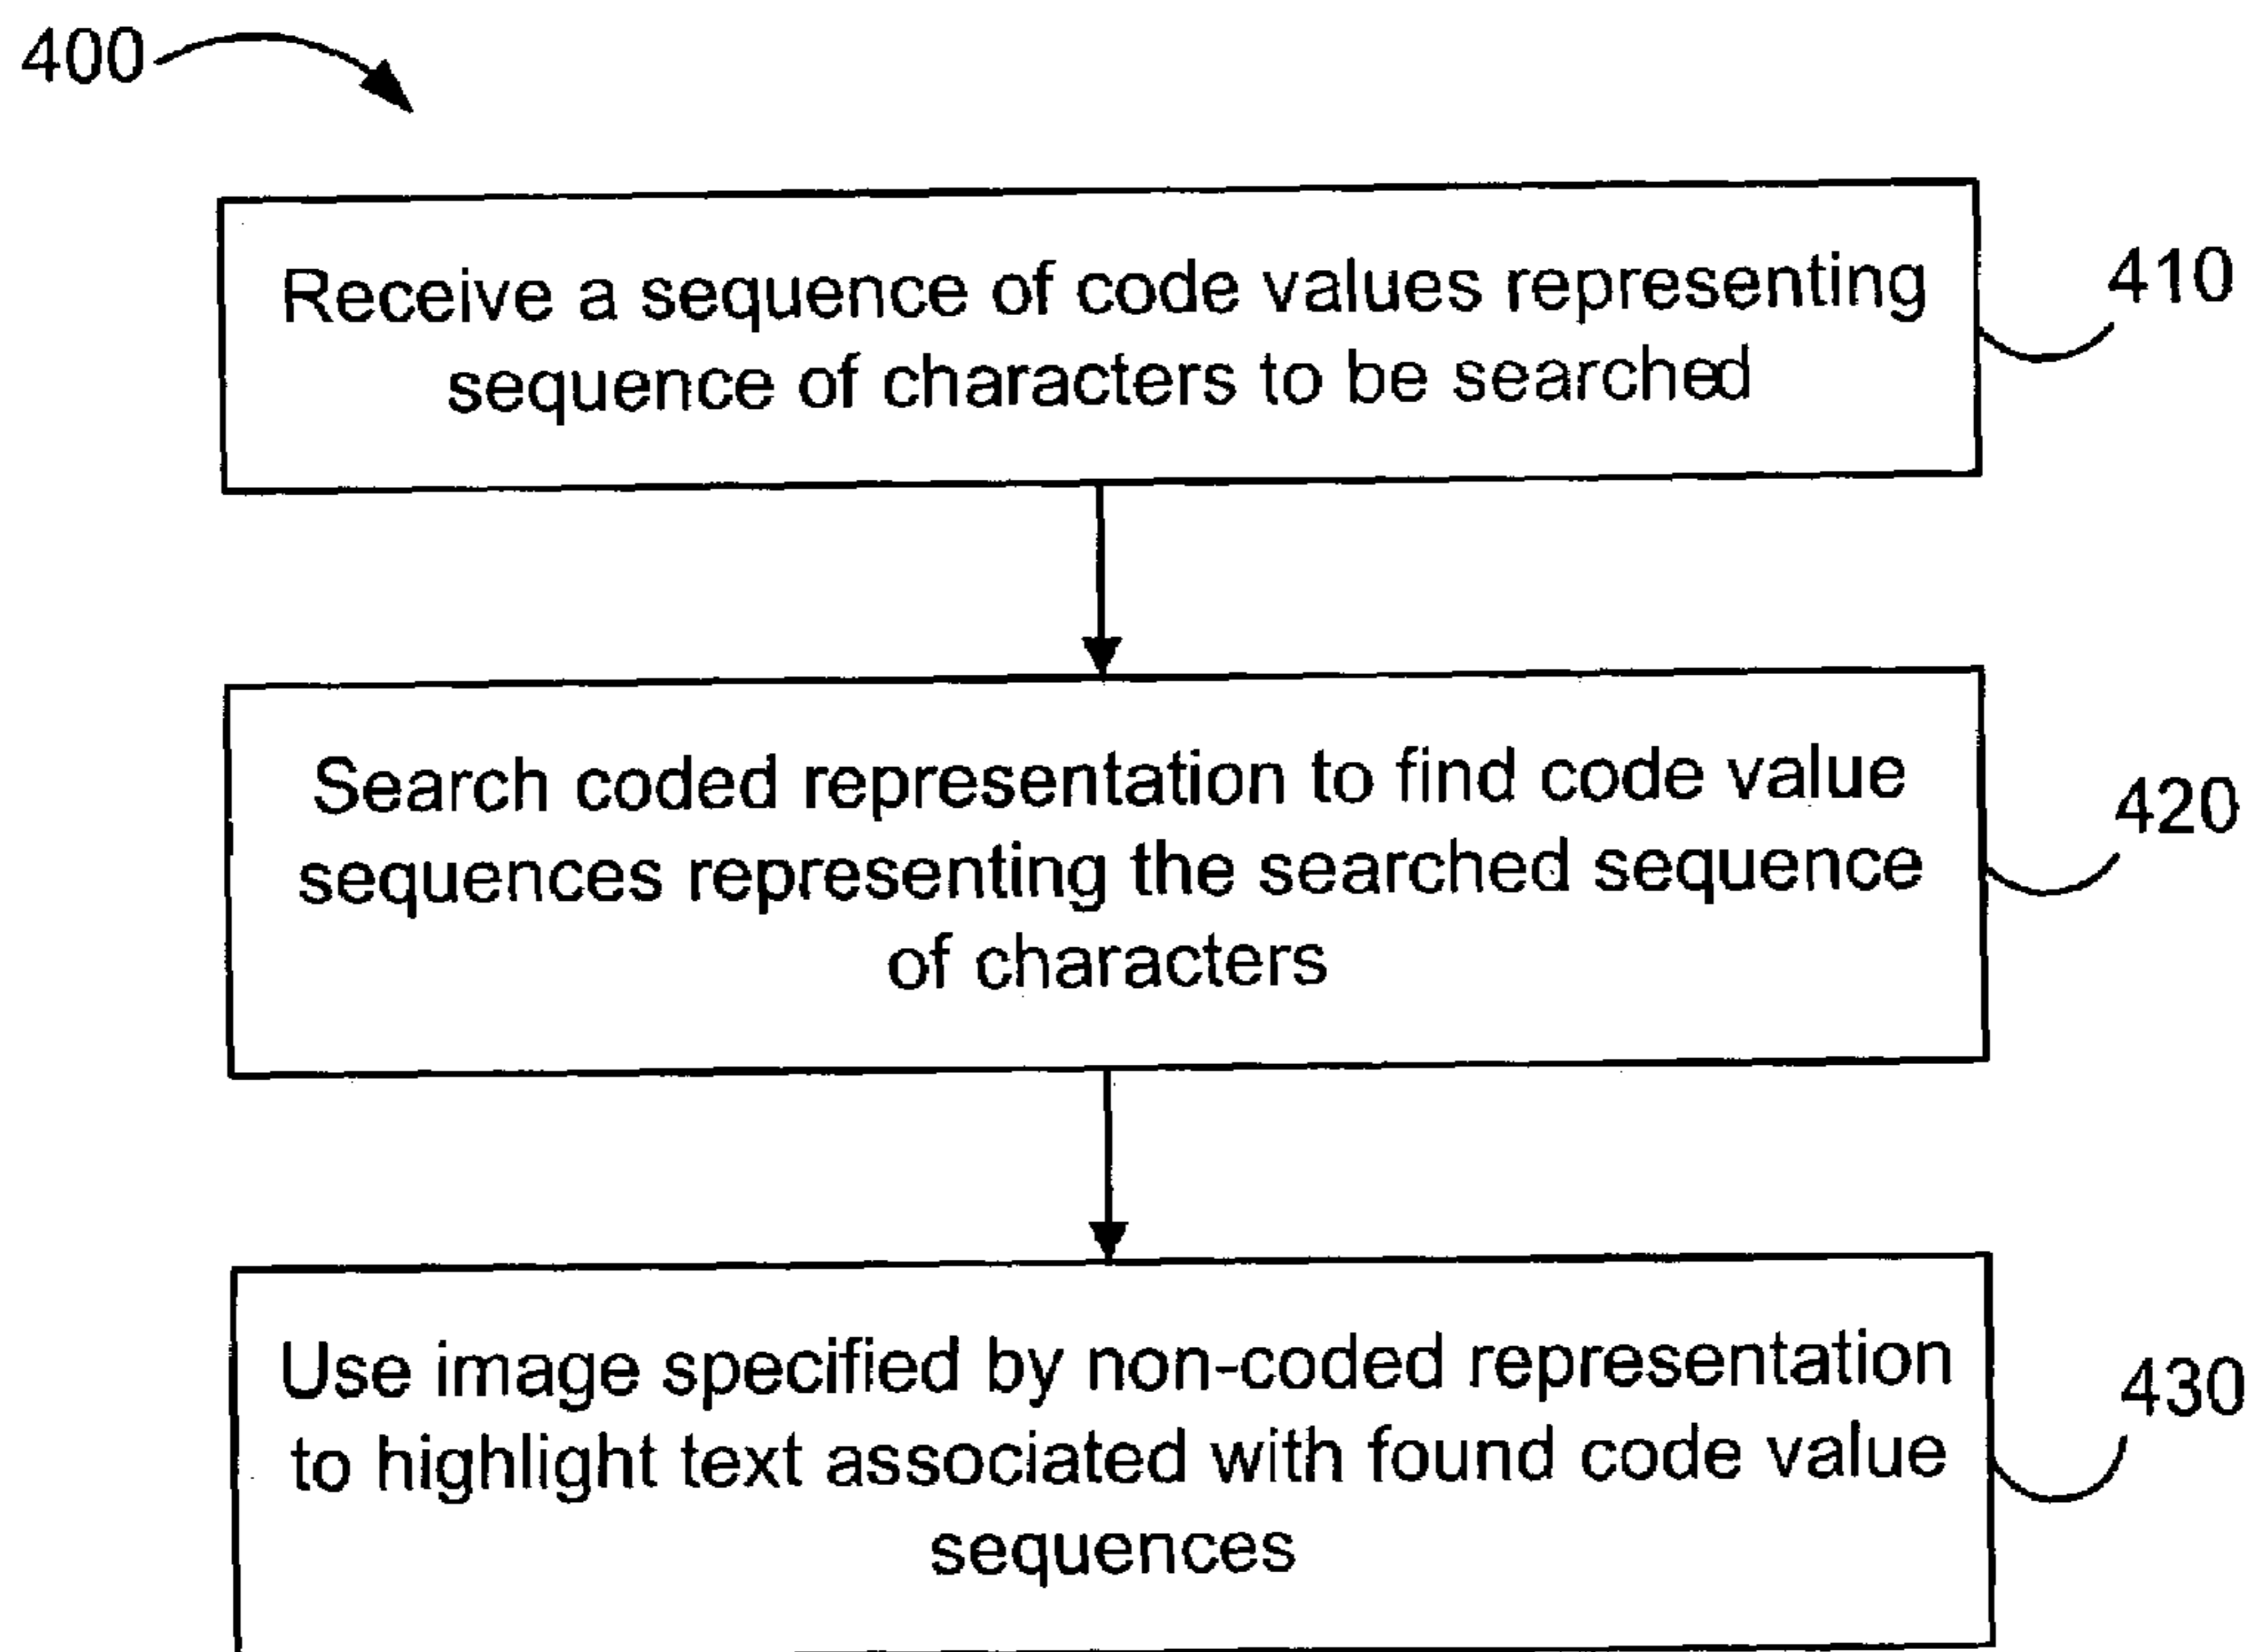 400
Receive a sequence of code values representing
sequence of characters to be searched
410
Search coded representation to find code value
sequences representing the searched sequence
of characters
420
Use image specified by non-coded representation
to highlight text associated with found code value
sequences
430